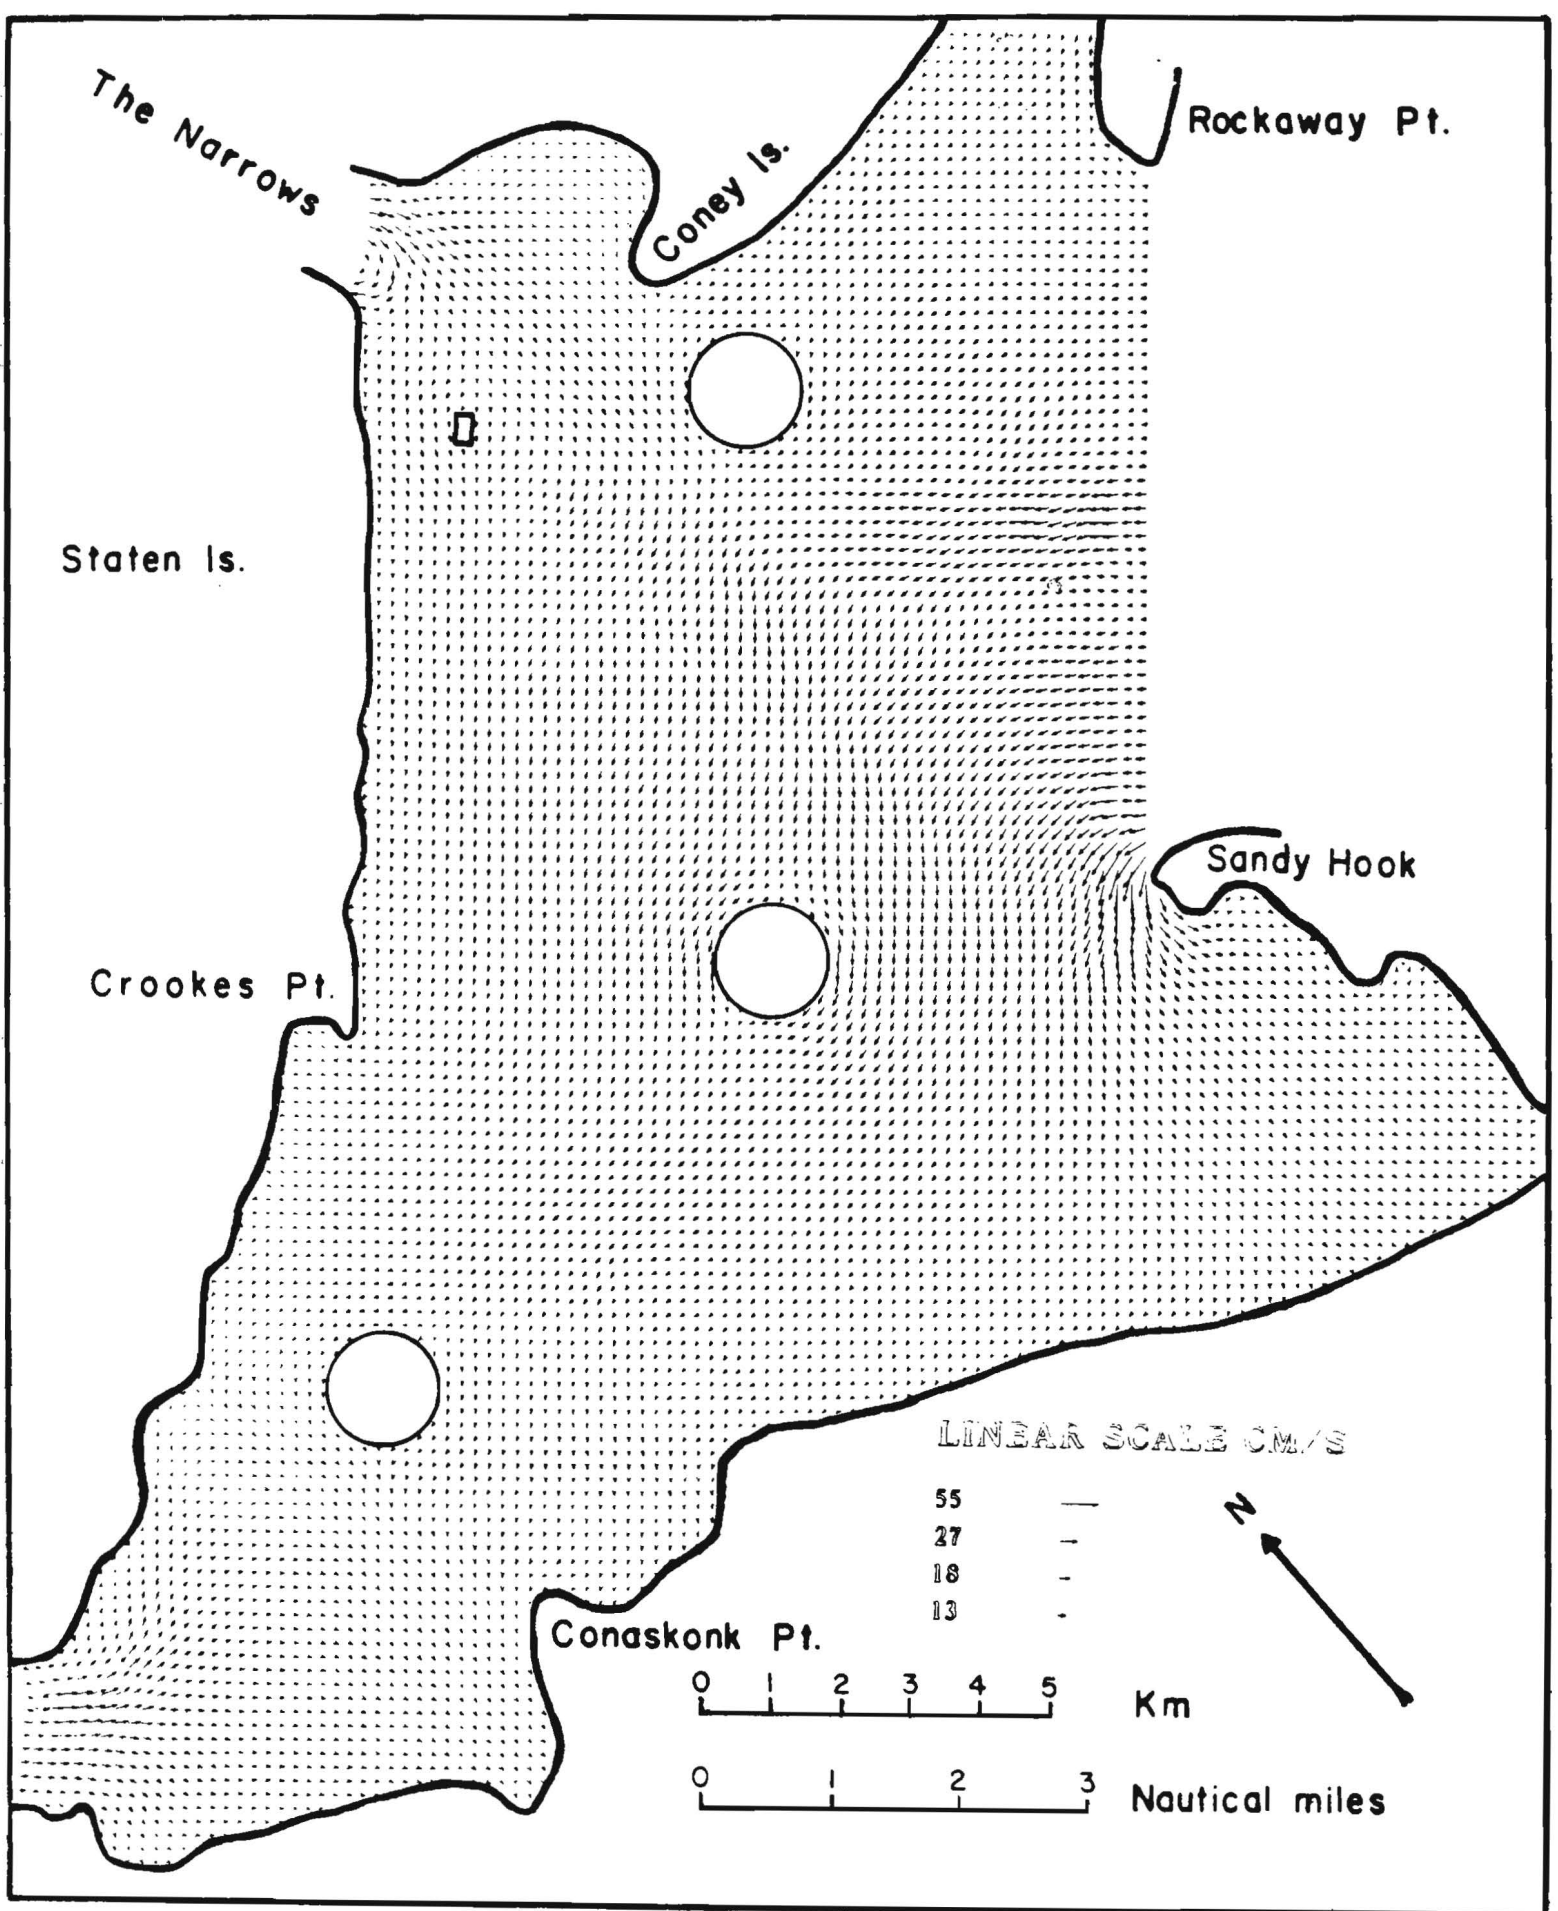 The Narrows
Rockaway Pt.
Coney Is.
Staten Is.
Sandy Hook
Crookes Pt.
LINEAR SCALE CM/S
55
27
18
13
N
Conaskonk Pt.
0 1 2 3 4 5 Km
0 1 2 3 Nautical miles